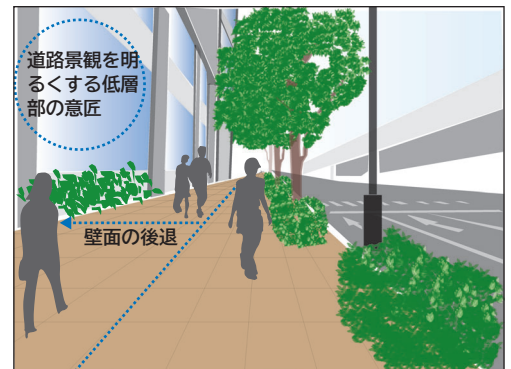 道路景観を明
るくする低層
部の意匠
壁面の後退